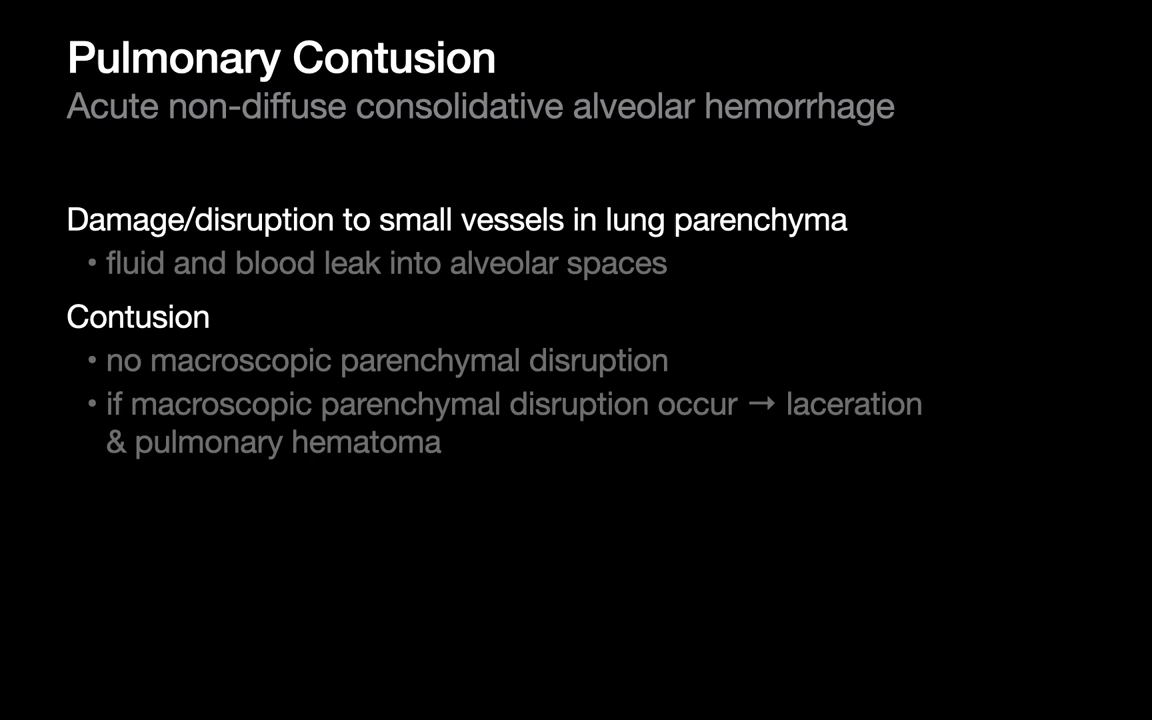 Pulmonary Contusion
Acute non-diffuse consolidative alveolar hemorrhage
Damage/disruption to small vessels in lung parenchyma
• fluid and blood leak into alveolar spaces
Contusion
• no macroscopic parenchymal disruption
• if macroscopic parenchymal disruption occur → laceration
& pulmonary hematoma